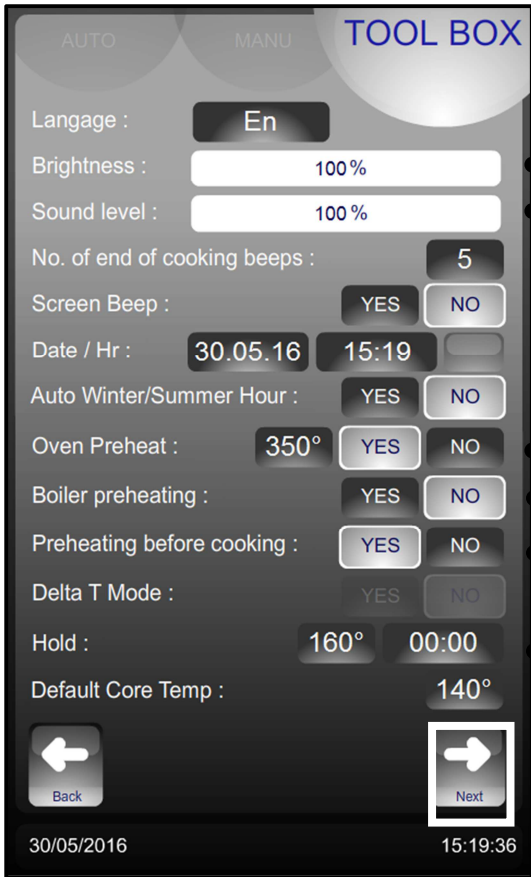 AUTO MANU TOOL BOX
Langage : En
Brightness : 100%
Sound level : 100%
No. of end of cooking beeps : 5
Screen Beep : YES NO
Date / Hr : 30.05.16 15:19
Auto Winter/Summer Hour : YES NO
Oven Preheat : 350° YES NO
Boiler preheating : YES NO
Preheating before cooking : YES NO
Delta T Mode : YES NO
Hold : 160° 00:00
Default Core Temp : 140°
Back Next
30/05/2016 15:19:36